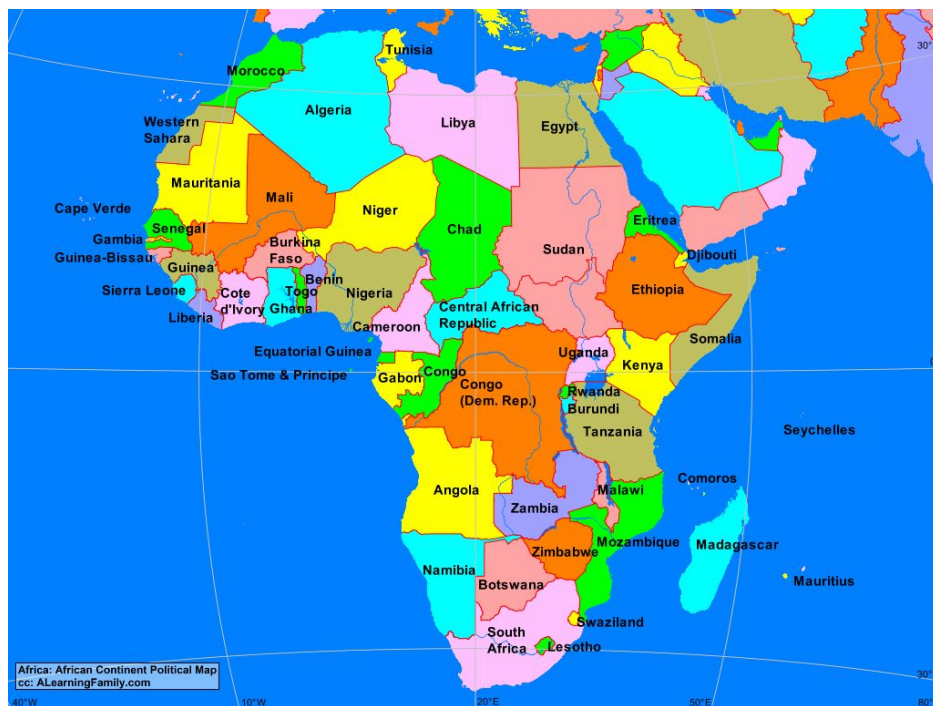 Tunisia
Morocco
Algeria
Libya
Egypt
Western
Sahara
Mauritania
Mali
Niger
Chad
Sudan
Eritrea
Cape Verde
Senegal
Gambia
Guinea-Bissau
Guinea
Burkina
Faso
Djibouti
Sierra Leone
Cote
d'Ivory
Ghana
Togo
Benin
Nigeria
Ethiopia
Liberia
Cameroon
Central African
Republic
Somalia
Equatorial Guinea
Sao Tome & Principe
Gabon
Congo
Congo
(Dem. Rep.)
Uganda
Kenya
Rwanda
Burundi
Tanzania
Seychelles
Angola
Zambia
Malawi
Comoros
Mozambique
Madagascar
Zimbabwe
Namibia
Botswana
Mauritius
Swaziland
South
Africa
Lesotho
Africa: African Continent Political Map
cc: ALearningFamily.com
30°
0
30°
40°W
10°W
20°E
50°E
80°